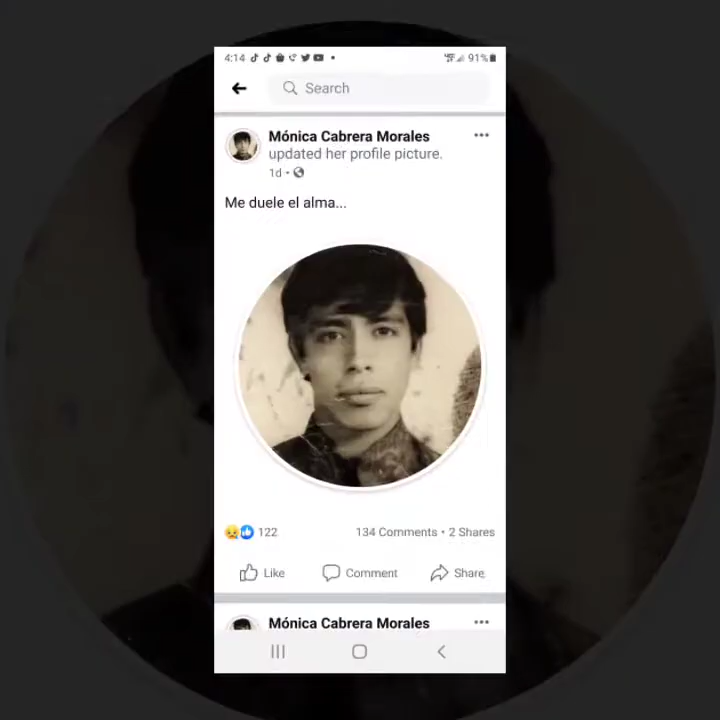 4:14
91%
Search
Mónica Cabrera Morales
updated her profile picture.
1d •
Me duele el alma...
122
134 Comments • 2 Shares
Like
Comment
Share
Mónica Cabrera Morales